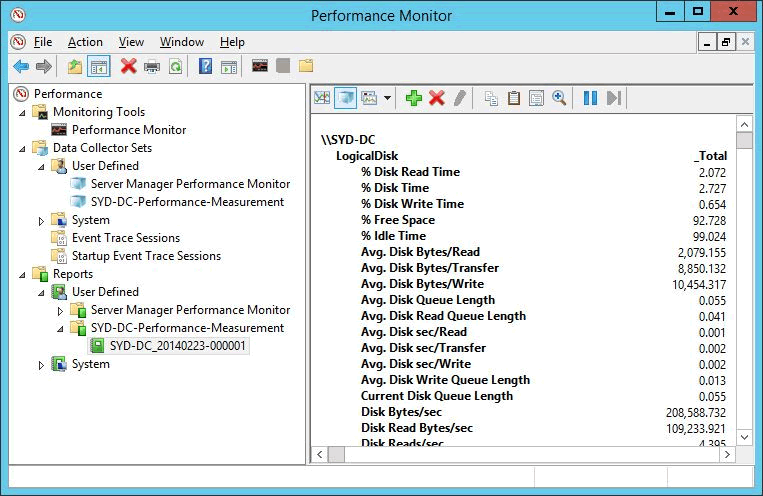 Performance Monitor
File Action View Window Help
Performance
Monitoring Tools
Performance Monitor
Data Collector Sets
User Defined
Server Manager Performance Monitor
SYD-DC-Performance-Measurement
System
Event Trace Sessions
Startup Event Trace Sessions
Reports
User Defined
Server Manager Performance Monitor
SYD-DC-Performance-Measurement
SYD-DC_20140223-000001
System
\\SYD-DC
LogicalDisk _Total
% Disk Read Time 2.072
% Disk Time 2.727
% Disk Write Time 0.654
% Free Space 92.728
% Idle Time 99.024
Avg. Disk Bytes/Read 2,079.155
Avg. Disk Bytes/Transfer 8,850.132
Avg. Disk Bytes/Write 10,454.317
Avg. Disk Queue Length 0.055
Avg. Disk Read Queue Length 0.041
Avg. Disk sec/Read 0.001
Avg. Disk sec/Transfer 0.002
Avg. Disk sec/Write 0.002
Avg. Disk Write Queue Length 0.013
Current Disk Queue Length 0.055
Disk Bytes/sec 208,588.732
Disk Read Bytes/sec 109,233.921
Disk Reads/sec 4.395